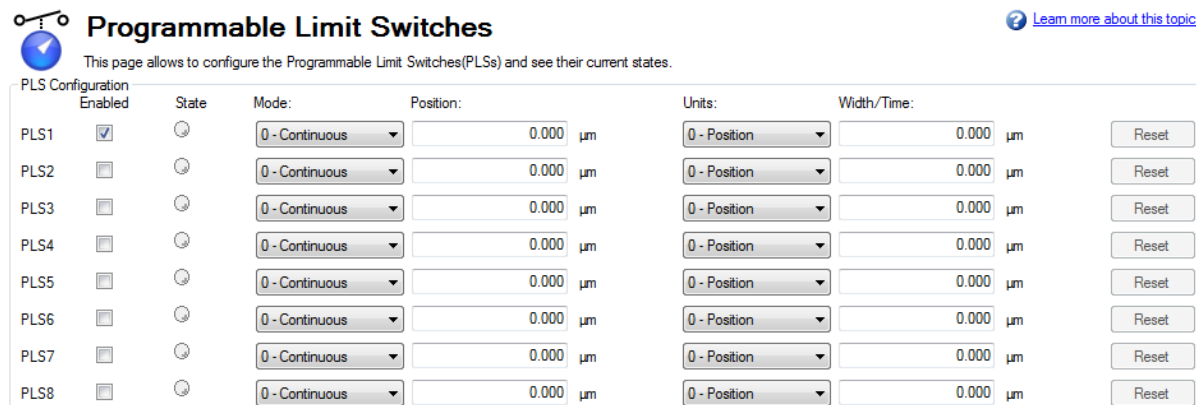 Programmable Limit Switches
Learn more about this topic
This page allows to configure the Programmable Limit Switches(PLSs) and see their current states.
PLS Configuration
Enabled State Mode: Position: Units: Width/Time:
PLS1 0 - Continuous 0.000 µm 0 - Position 0.000 µm Reset
PLS2 0 - Continuous 0.000 µm 0 - Position 0.000 µm Reset
PLS3 0 - Continuous 0.000 µm 0 - Position 0.000 µm Reset
PLS4 0 - Continuous 0.000 µm 0 - Position 0.000 µm Reset
PLS5 0 - Continuous 0.000 µm 0 - Position 0.000 µm Reset
PLS6 0 - Continuous 0.000 µm 0 - Position 0.000 µm Reset
PLS7 0 - Continuous 0.000 µm 0 - Position 0.000 µm Reset
PLS8 0 - Continuous 0.000 µm 0 - Position 0.000 µm Reset